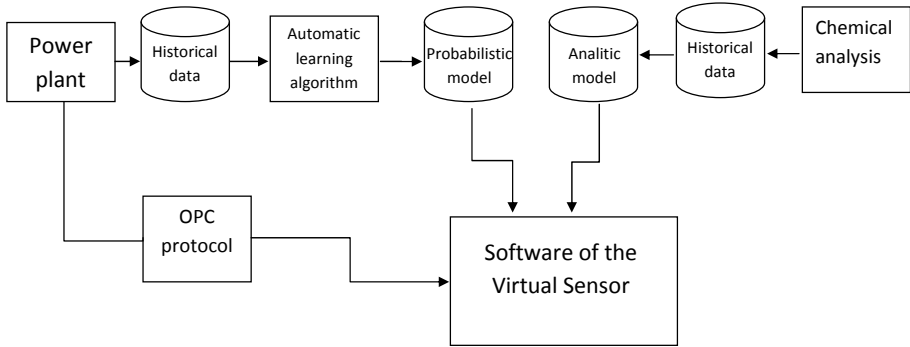 Power
plant
Historical
data
Automatic
learning
algorithm
Probabilistic
model
Analitic
model
Historical
data
Chemical
analysis
OPC
protocol
Software of the
Virtual Sensor